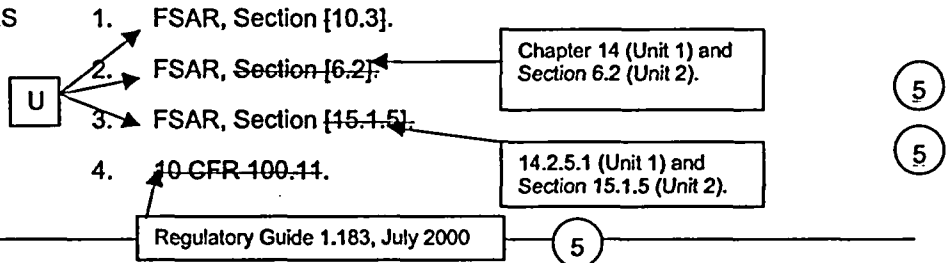 AS
1. FSAR, Section [10.3].
Chapter 14 (Unit 1) and
Section 6.2 (Unit 2).
2. FSAR, Section [6.2].
5
U
3. FSAR, Section [15.1.5].
5
4. 10 CFR 100.11.
14.2.5.1 (Unit 1) and
Section 15.1.5 (Unit 2).
Regulatory Guide 1.183, July 2000
5